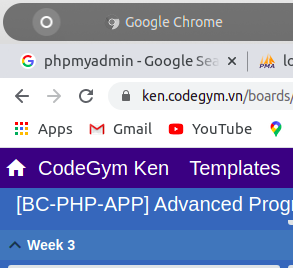 Google Chrome
phpmyadmin - Google Sea
PMA
lo
ken.codegym.vn/boards/
Apps
Gmail
YouTube
CodeGym Ken
Templates
[BC-PHP-APP] Advanced Prog
Week 3